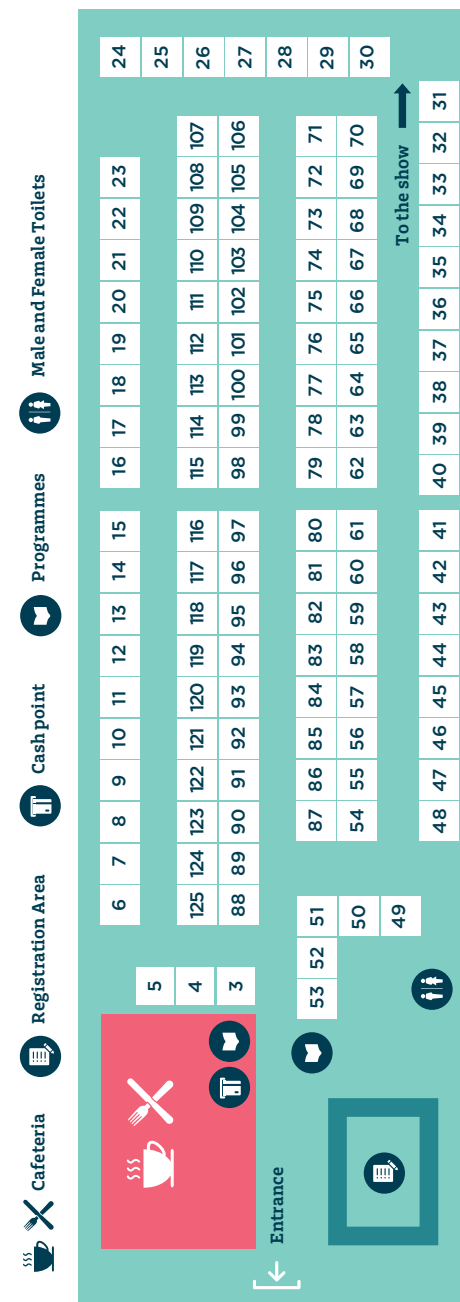 Cafeteria Registration Area Cash point Programmes Male and Female Toilets
6 7 8 9 10 11 12 13 14 15 16 17 18 19 20 21 22 23 24
5 25
4 125 124 123 122 121 120 119 118 117 116 115 114 113 112 111 110 109 108 107 26
3 88 89 90 91 92 93 94 95 96 97 98 99 100 101 102 103 104 105 106 27
Entrance 28
53 52 51 87 86 85 84 83 82 81 80 79 78 77 76 75 74 73 72 71 29
50 54 55 56 57 58 59 60 61 62 63 64 65 66 67 68 69 70 30
49 To the show
48 47 46 45 44 43 42 41 40 39 38 37 36 35 34 33 32 31